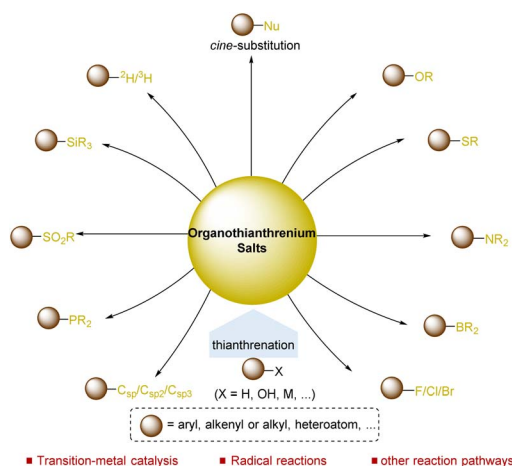 Nu
cine-substitution
²H/³H
OR
SiR₃
SR
Organothianthrenium
Salts
SO₂R
NR₂
PR₂
BR₂
thianthrenation
X
Csp/Csp2/Csp3
(X = H, OH, M, ...)
F/Cl/Br
= aryl, alkenyl or alkyl, heteroatom, ...
Transition-metal catalysis
Radical reactions
other reaction pathways